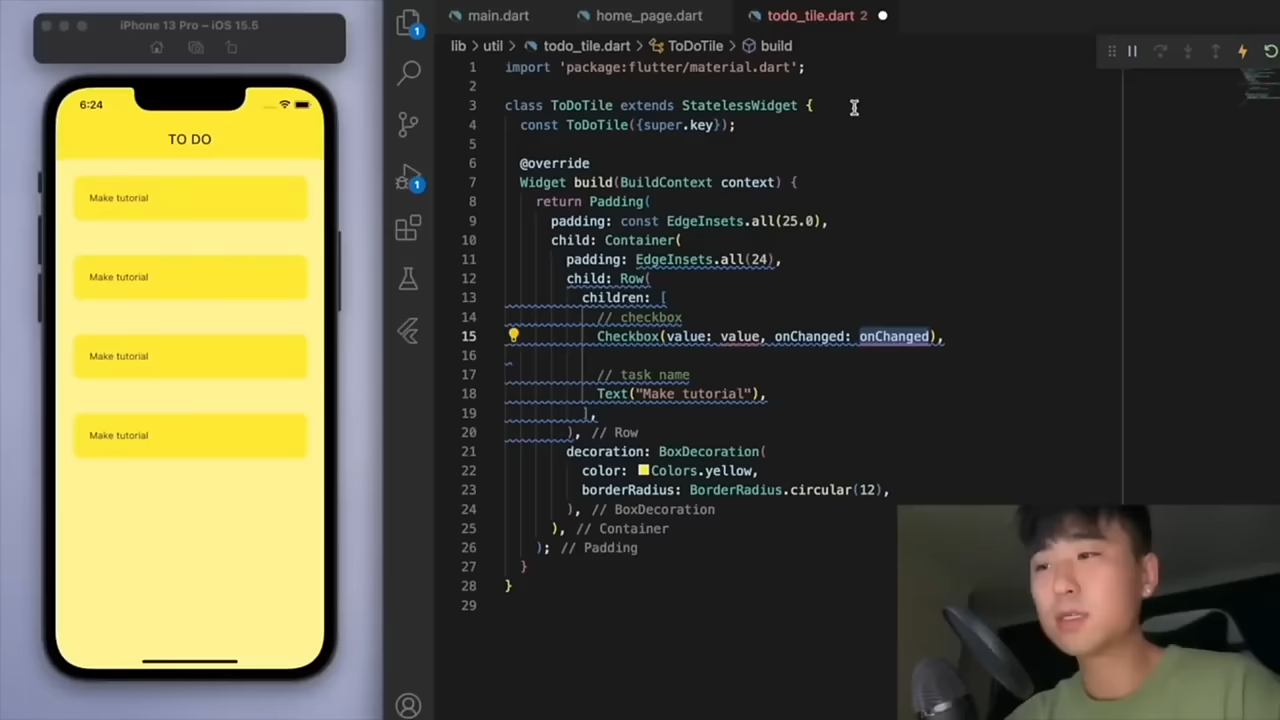 iPhone 13 Pro – iOS 15.5
6:24
TO DO
Make tutorial
Make tutorial
Make tutorial
Make tutorial
1
1
main.dart
home_page.dart
todo_tile.dart 2
lib > util > todo_tile.dart > ToDoTile > build
1 import 'package:flutter/material.dart';
2
3 class ToDoTile extends StatelessWidget {
4 const ToDoTile({super.key});
5
6 @override
7 Widget build(BuildContext context) {
8 return Padding(
9 padding: const EdgeInsets.all(25.0),
10 child: Container(
11 padding: EdgeInsets.all(24),
12 child: Row(
13 children: [
14 // checkbox
15 Checkbox(value: value, onChanged: onChanged),
16
17 // task name
18 Text("Make tutorial"),
19 ],
20 ), // Row
21 decoration: BoxDecoration(
22 color: Colors.yellow,
23 borderRadius: BorderRadius.circular(12),
24 ), // BoxDecoration
25 ), // Container
26 ); // Padding
27 }
28 }
29